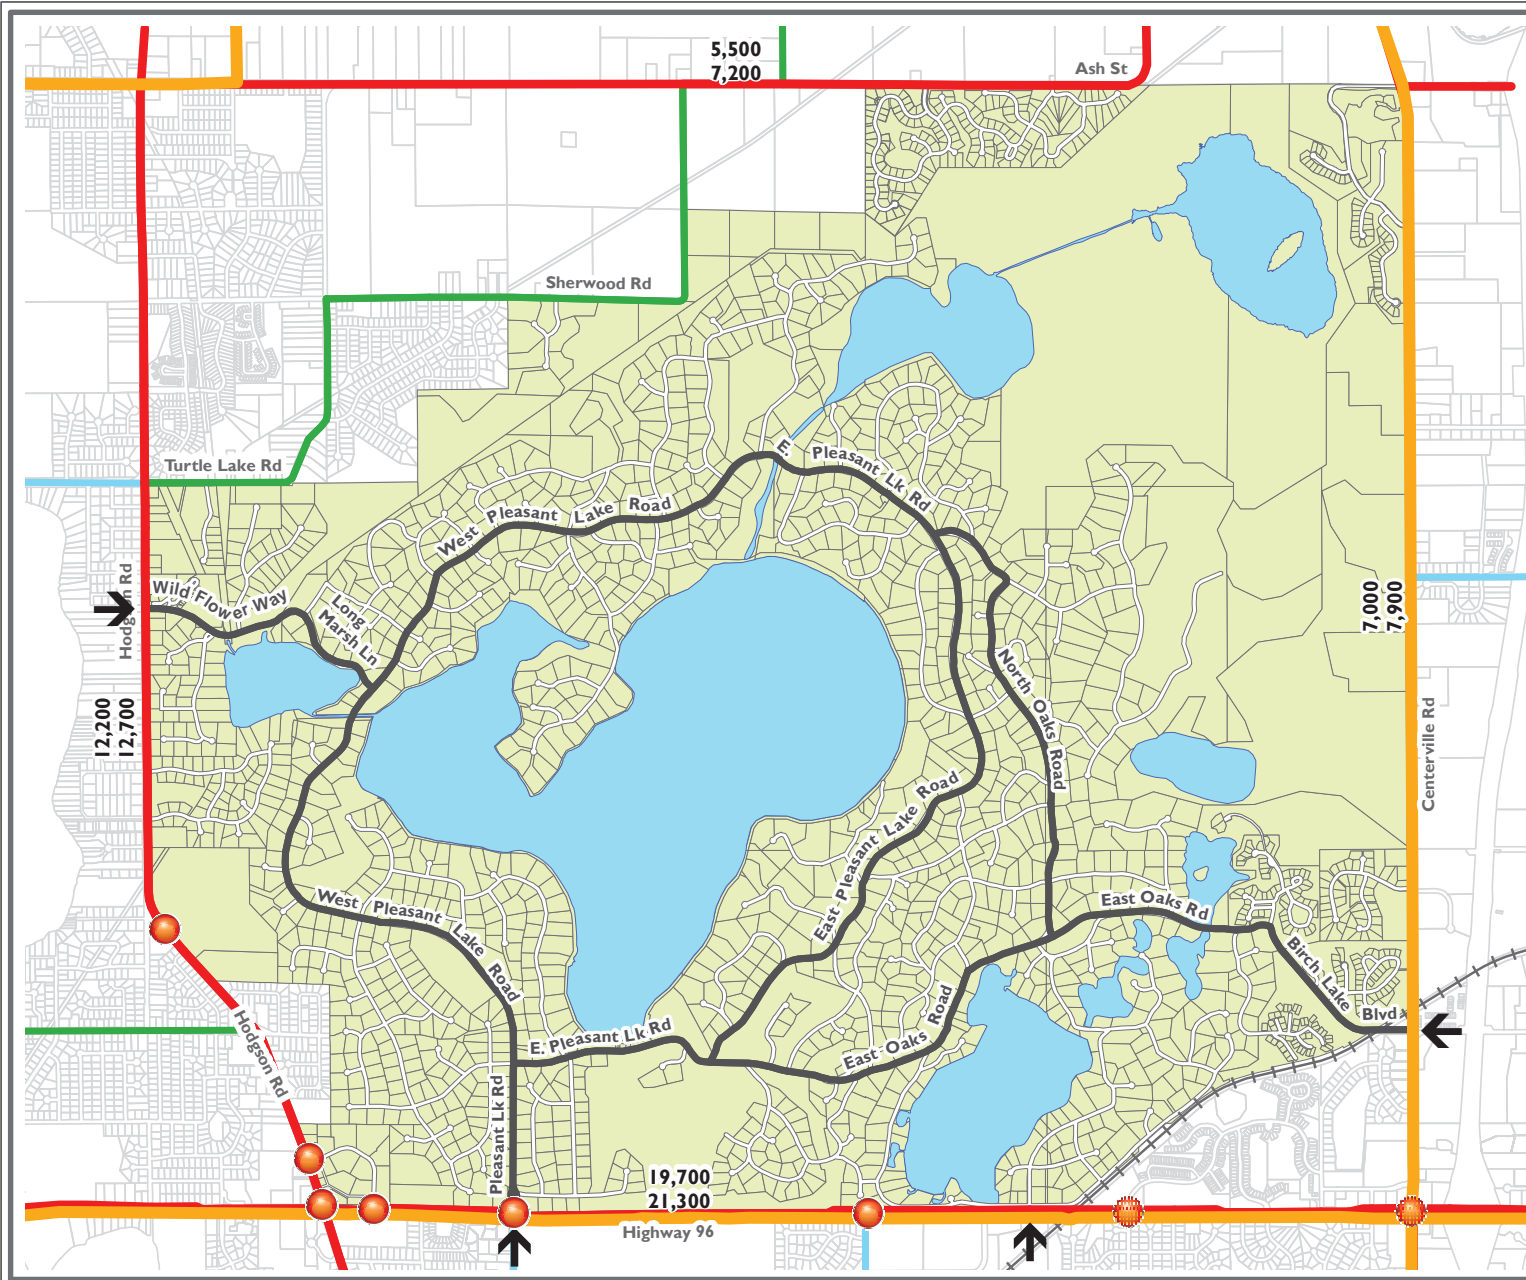 5,500
7,200
Ash St
Sherwood Rd
Turtle Lake Rd
E. Pleasant Lk Rd
West Pleasant Lake Road
Hodgson Rd
Wild Flower Way
Long
Marsh Ln
7,000
7,900
North Oaks Road
12,200
12,700
Centerville Rd
East Pleasant Lake Road
West Pleasant Lake Road
East Oaks Rd
Birch Lake Blvd
Hodgson Rd
E. Pleasant Lk Rd
East Oaks Road
Pleasant Lk Rd
19,700
21,300
Highway 96